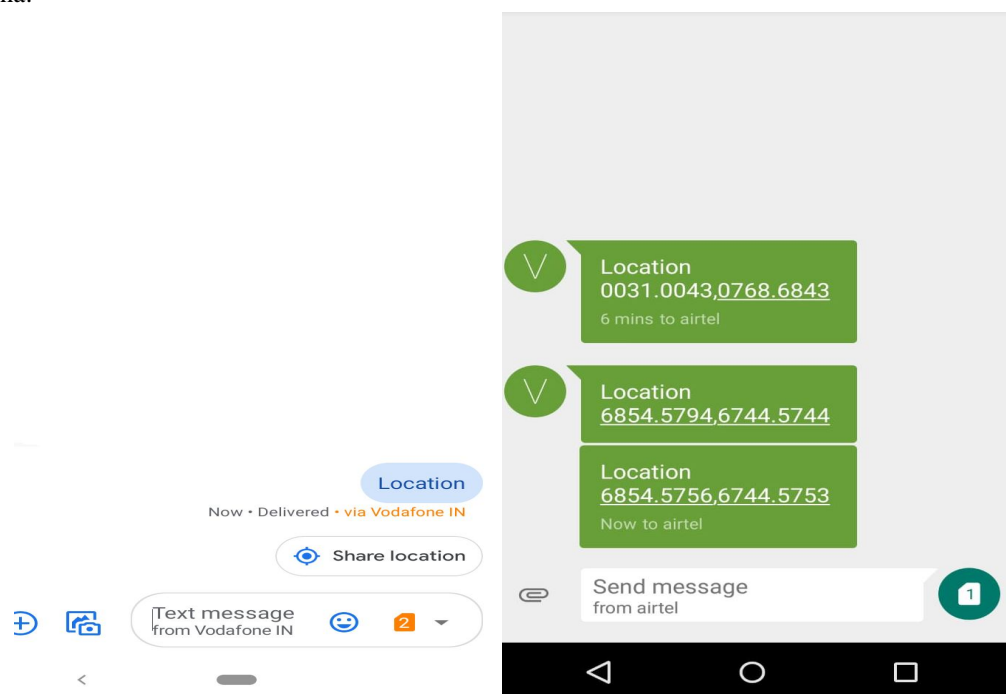 Location
Now • Delivered • via Vodafone IN
Share location
Text message
from Vodafone IN
2
V
Location
0031.0043,0768.6843
6 mins to airtel
V
Location
6854.5794,6744.5744
Location
6854.5756,6744.5753
Now to airtel
Send message
from airtel
1